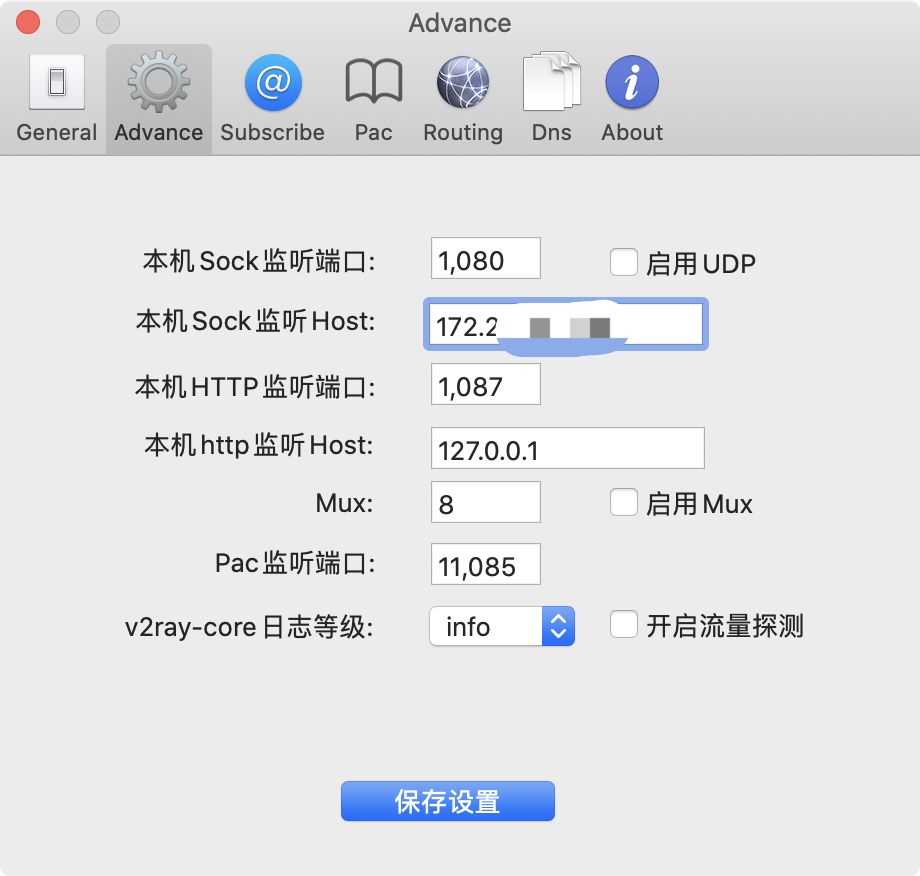 Advance
General Advance Subscribe Pac Routing Dns About
本机Sock监听端口: 1,080 启用UDP
本机Sock监听Host: 172.2
本机HTTP监听端口: 1,087
本机http监听Host: 127.0.0.1
Mux: 8 启用Mux
Pac监听端口: 11,085
v2ray-core日志等级: info 开启流量探测
保存设置